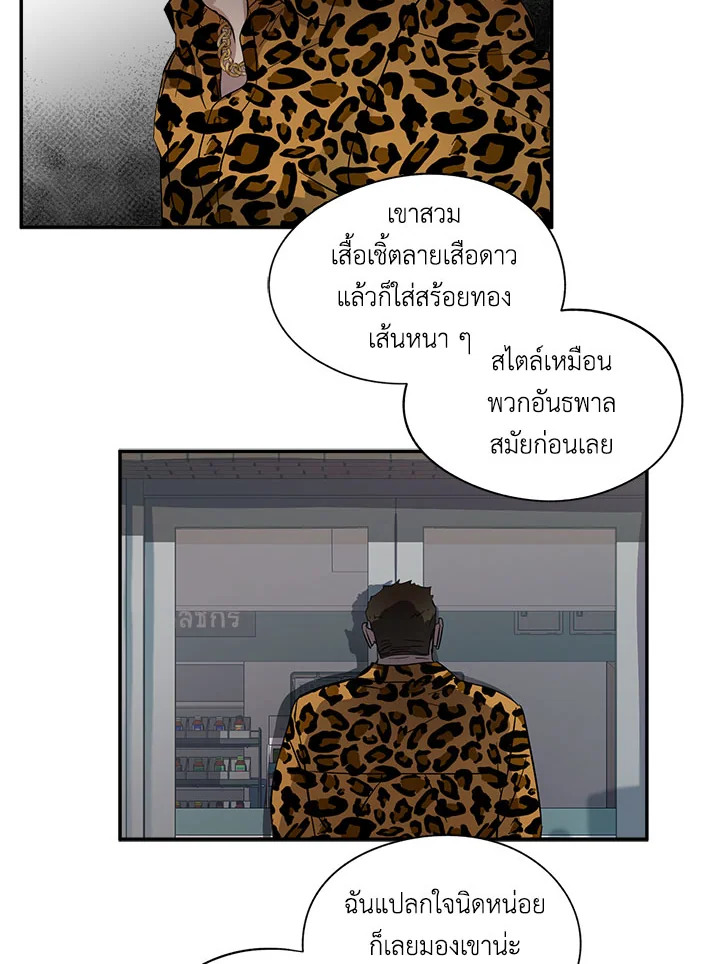 เขาสวม
เสื้อเชิ้ตลายเสือดาว
แล้วก็ใส่สร้อยทอง
เส้นหนา ๆ
สไตล์เหมือน
พวกอันธพาล
สมัยก่อนเลย
ลัชกร
ฉันแปลกใจนิดหน่อย
ก็เลยมองเขาน่ะ